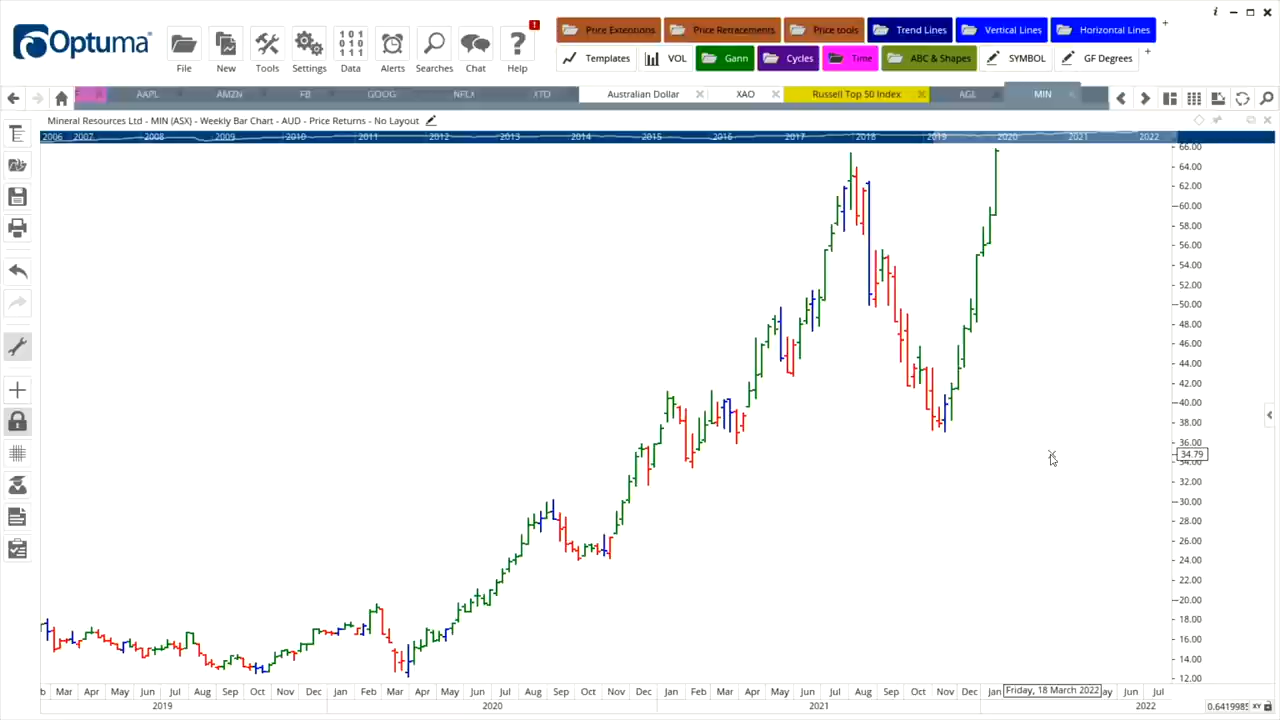 Optuma
File New Tools Settings Data Alerts Searches Chat Help
Price Extensions Price Retracements Price tools Trend Lines Vertical Lines Horizontal Lines
Templates VOL Gann Cycles Time ABC & Shapes SYMBOL GF Degrees
F AAPL AMZN FB GOOG NFLX XTD Australian Dollar XAO Russell Top 50 Index AGL MIN
Mineral Resources Ltd - MIN (ASX) - Weekly Bar Chart - AUD - Price Returns - No Layout
2006 2007 2008 2009 2010 2011 2012 2013 2014 2015 2016 2017 2018 2019 2020 2021 2022
66.00
64.00
62.00
60.00
58.00
56.00
54.00
52.00
50.00
48.00
46.00
44.00
42.00
40.00
38.00
36.00
34.79
34.00
32.00
30.00
28.00
26.00
24.00
22.00
20.00
18.00
16.00
14.00
12.00
b Mar Apr May Jun Jul Aug Sep Oct Nov Dec Jan Feb Mar Apr May Jun Jul Aug Sep Oct Nov Dec Jan Feb Mar Apr May Jun Jul Aug Sep Oct Nov Dec Jan Friday, 18 March 2022 ay Jun Jul
2019 2020 2021 2022
0.6419985 XY